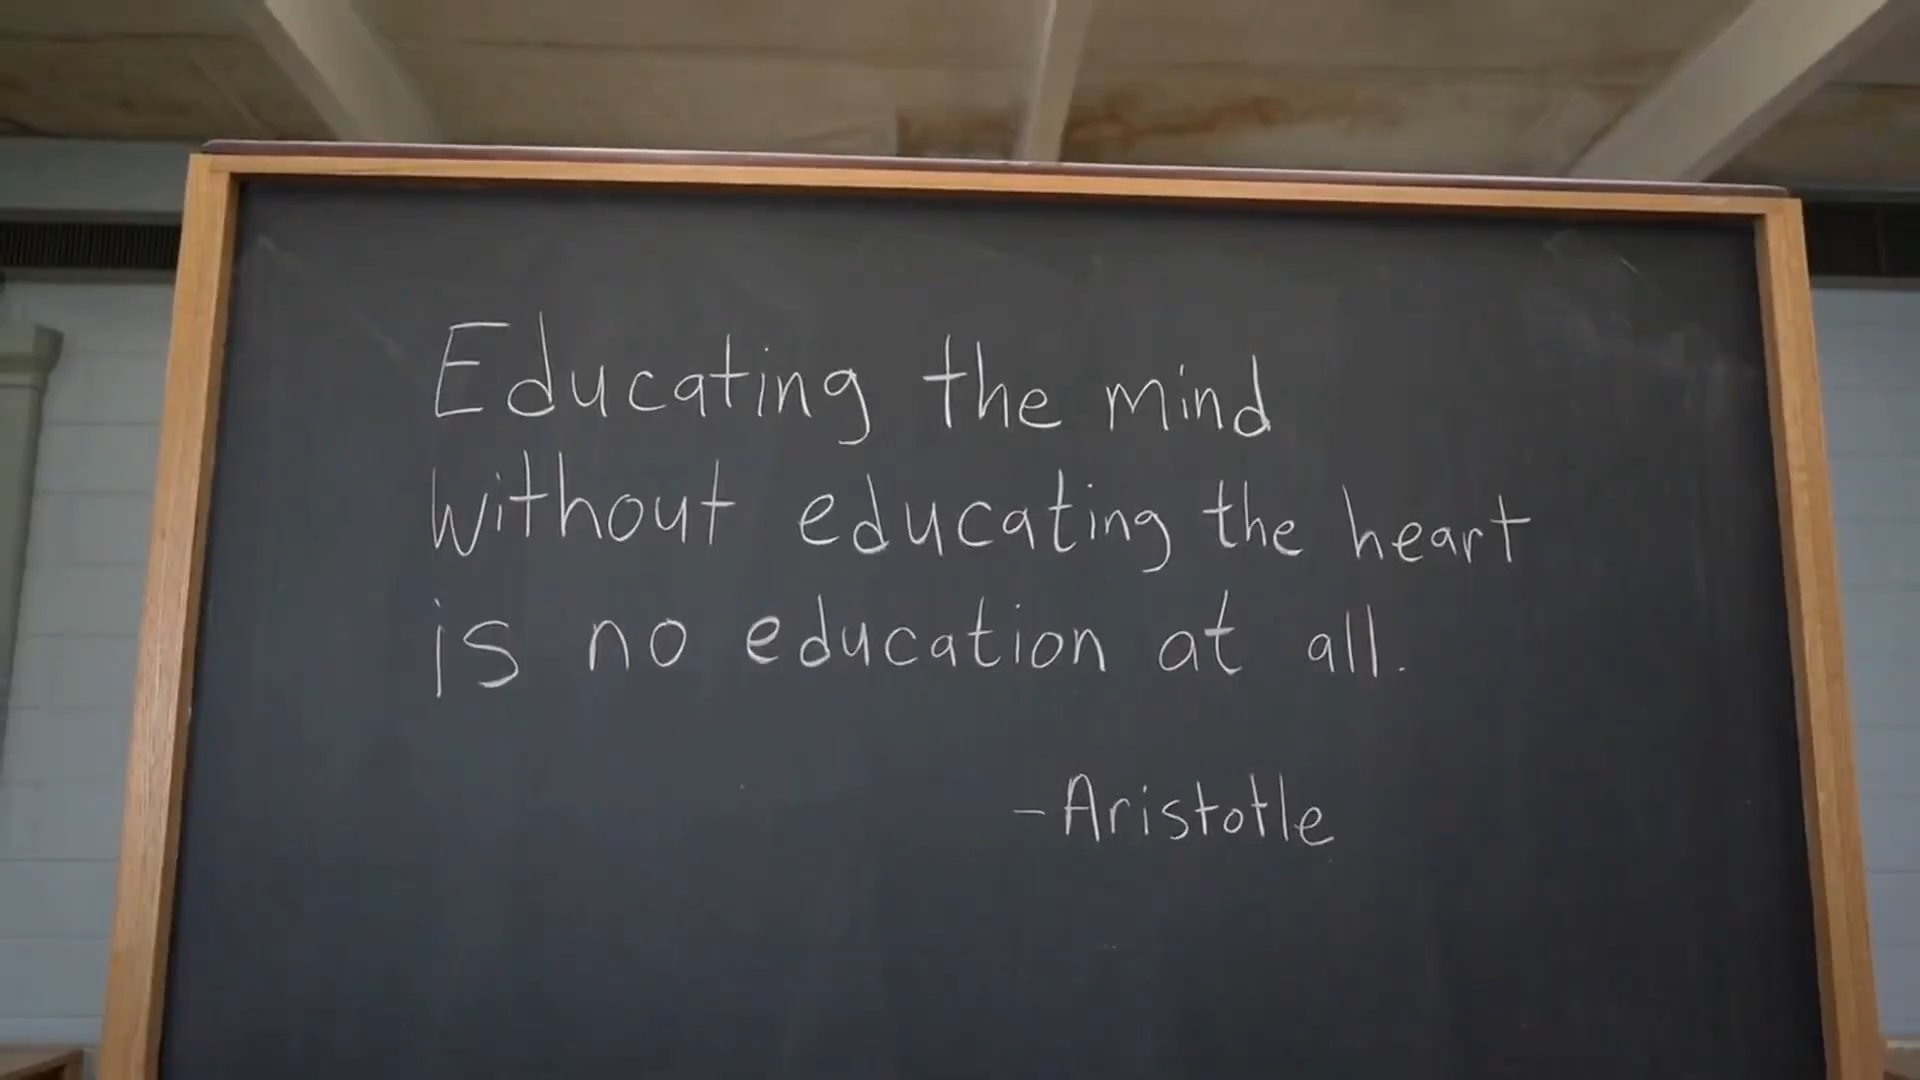 Educating the mind
without educating the heart
is no education at all.
-Aristotle